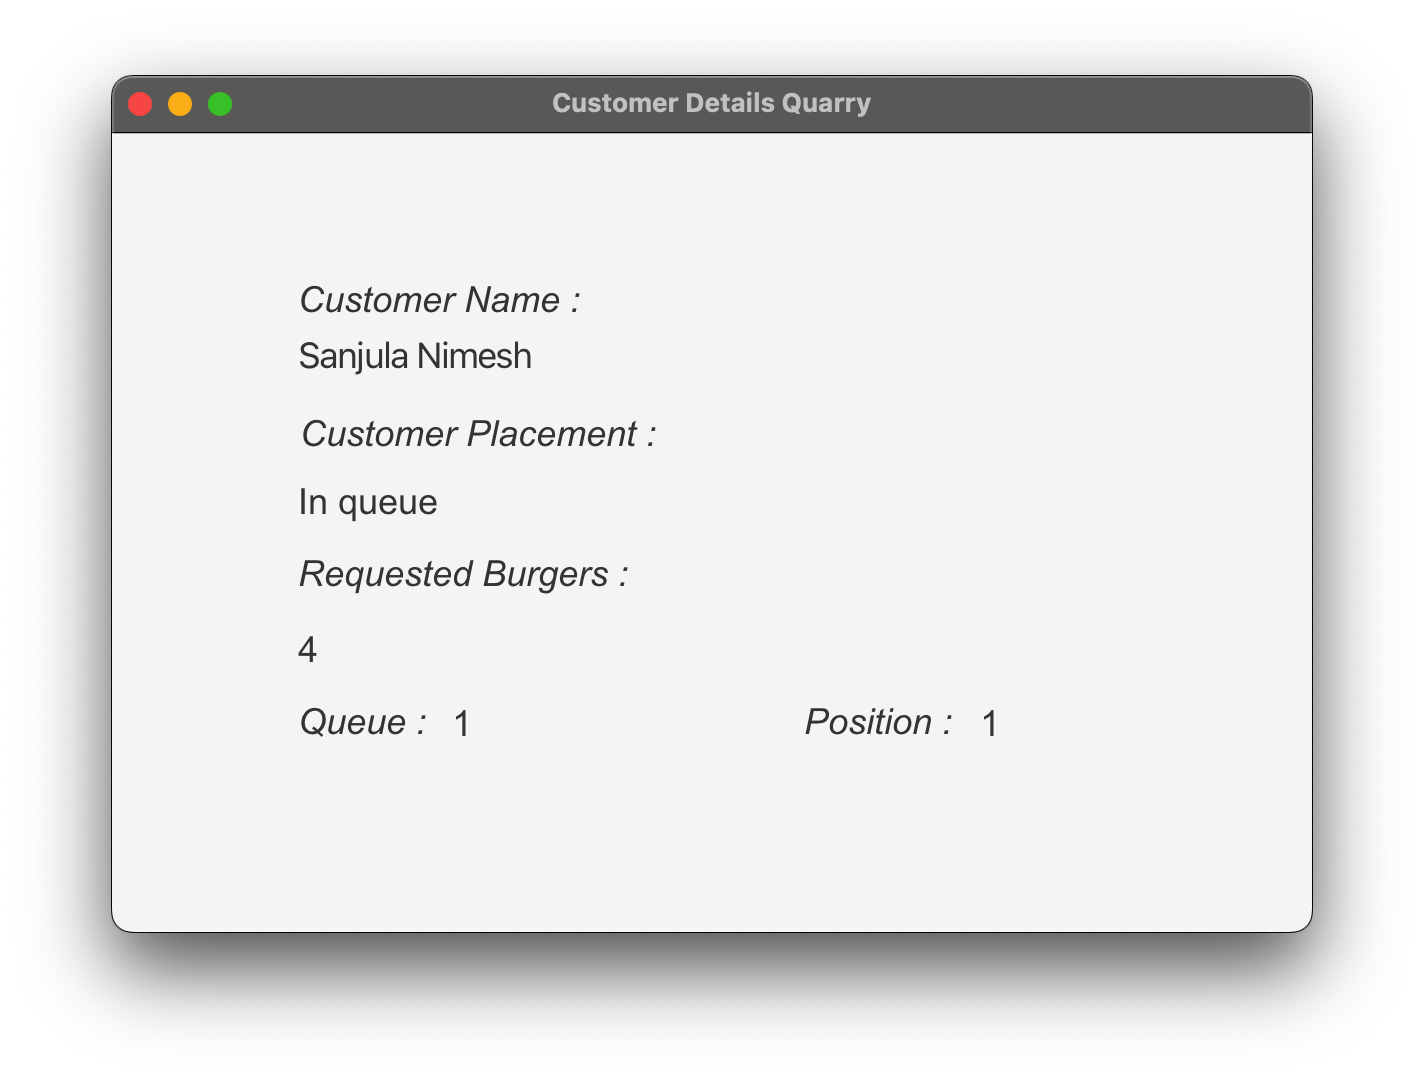 Customer Details Quarry
Customer Name :
Sanjula Nimesh
Customer Placement :
In queue
Requested Burgers :
4
Queue : 1 Position : 1